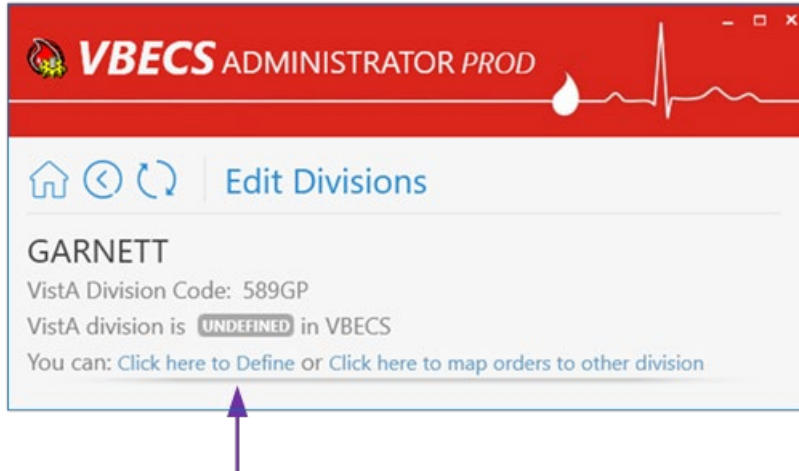 VBECS ADMINISTRATOR PROD
Edit Divisions
GARNETT
VistA Division Code: 589GP
VistA division is UNDEFINED in VBECS
You can: Click here to Define or Click here to map orders to other division